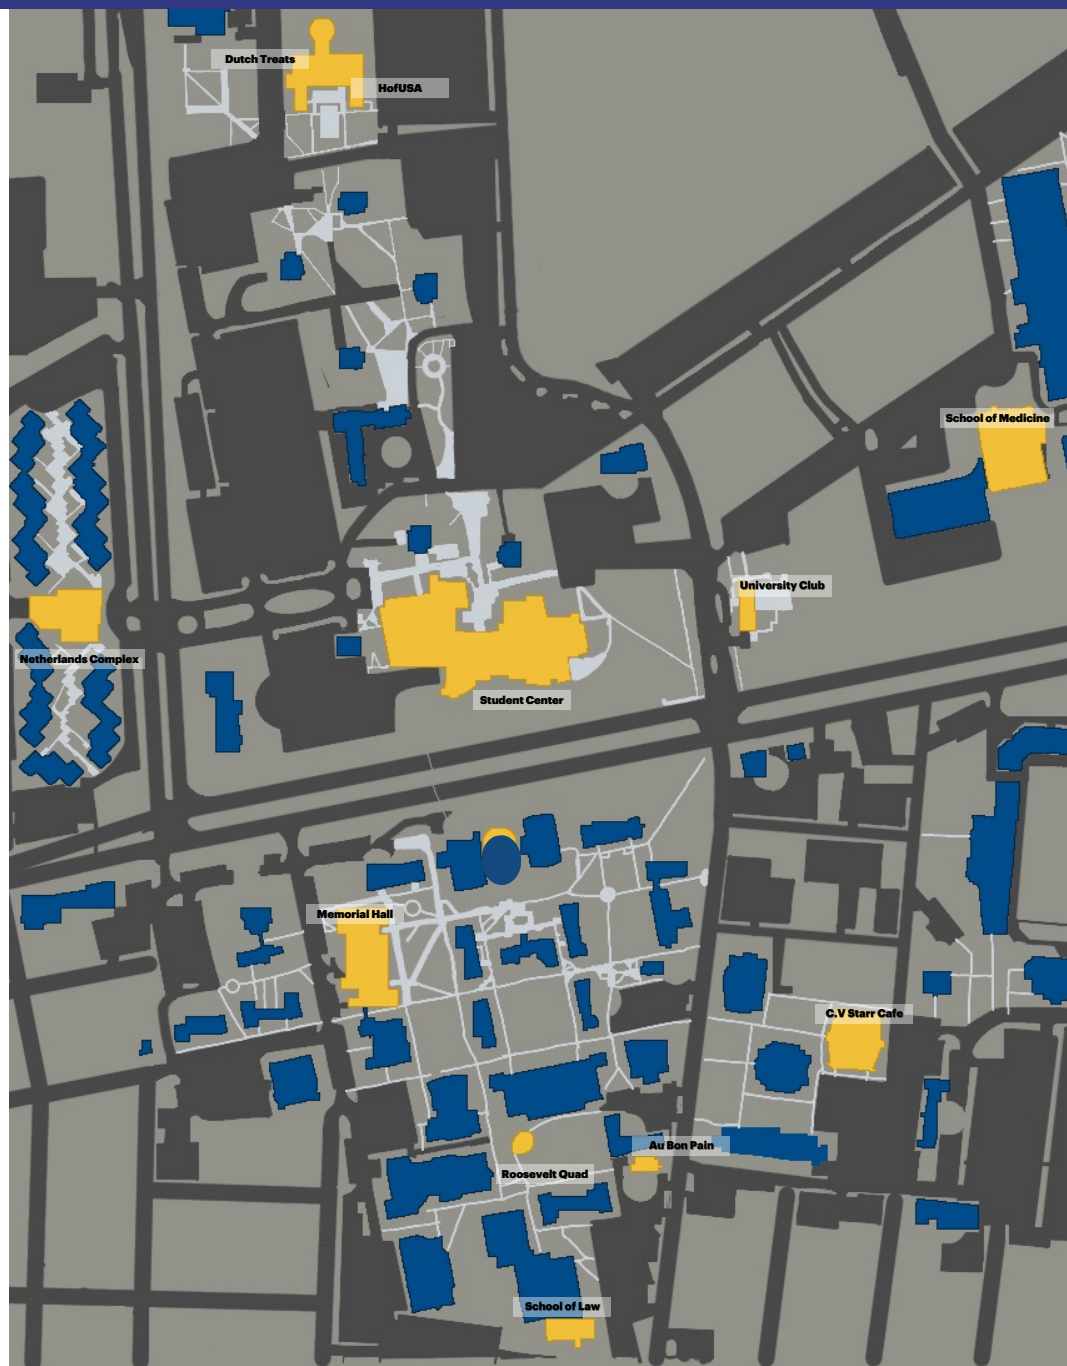 Dutch Treats
HofUSA
School of Medicine
University Club
Netherlands Complex
Student Center
Memorial Hall
C.V Starr Cafe
Au Bon Pain
Roosevelt Quad
School of Law